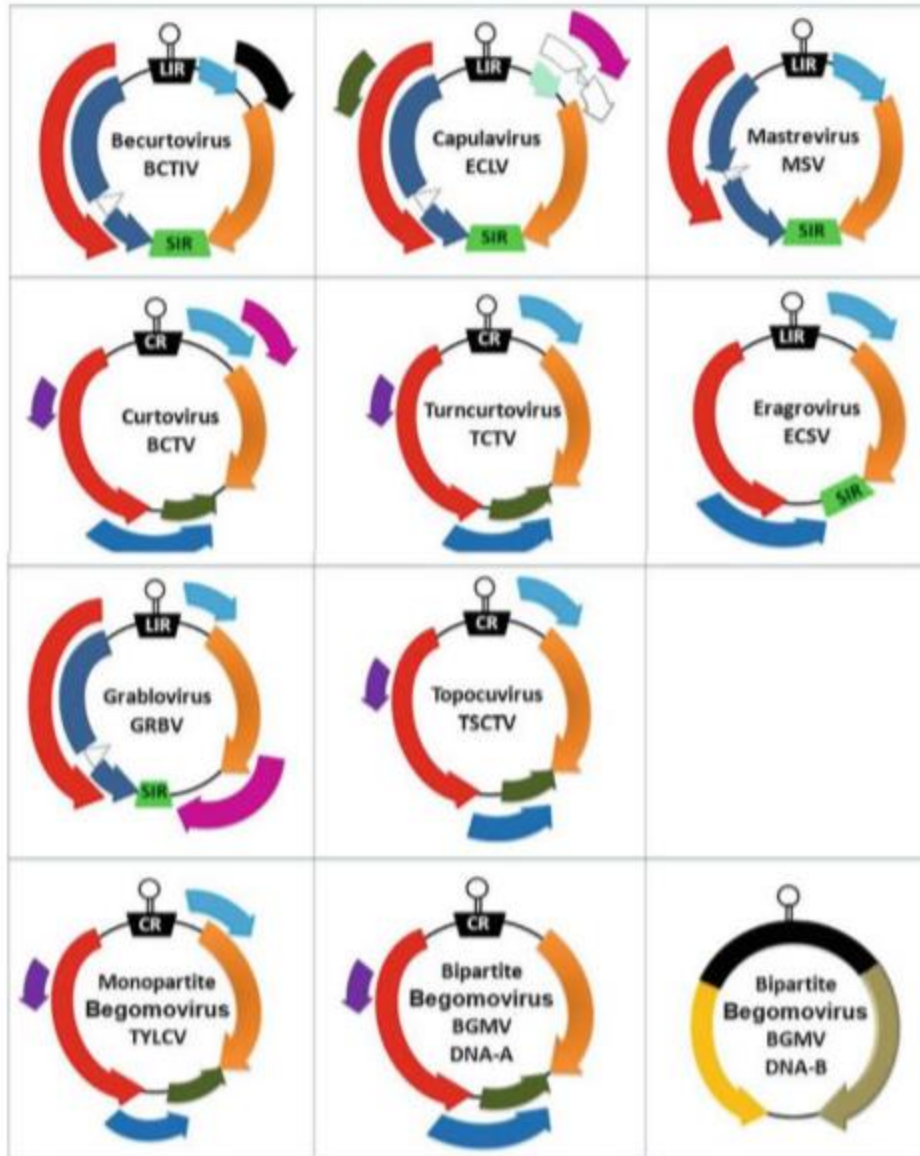 LIR
Becurtovirus
BCTIV
SIR
LIR
Capulavirus
ECLV
SIR
LIR
Mastrevirus
MSV
SIR
CR
Curtovirus
BCTV
CR
Turncurtovirus
TCTV
LIR
Eragrovirus
ECSV
SIR
LIR
Grablovirus
GRBV
SIR
CR
Topocuvirus
TSCTV
CR
Monopartite
Begomovirus
TYLCV
CR
Bipartite
Begomovirus
BGMV
DNA-A
Bipartite
Begomovirus
BGMV
DNA-B